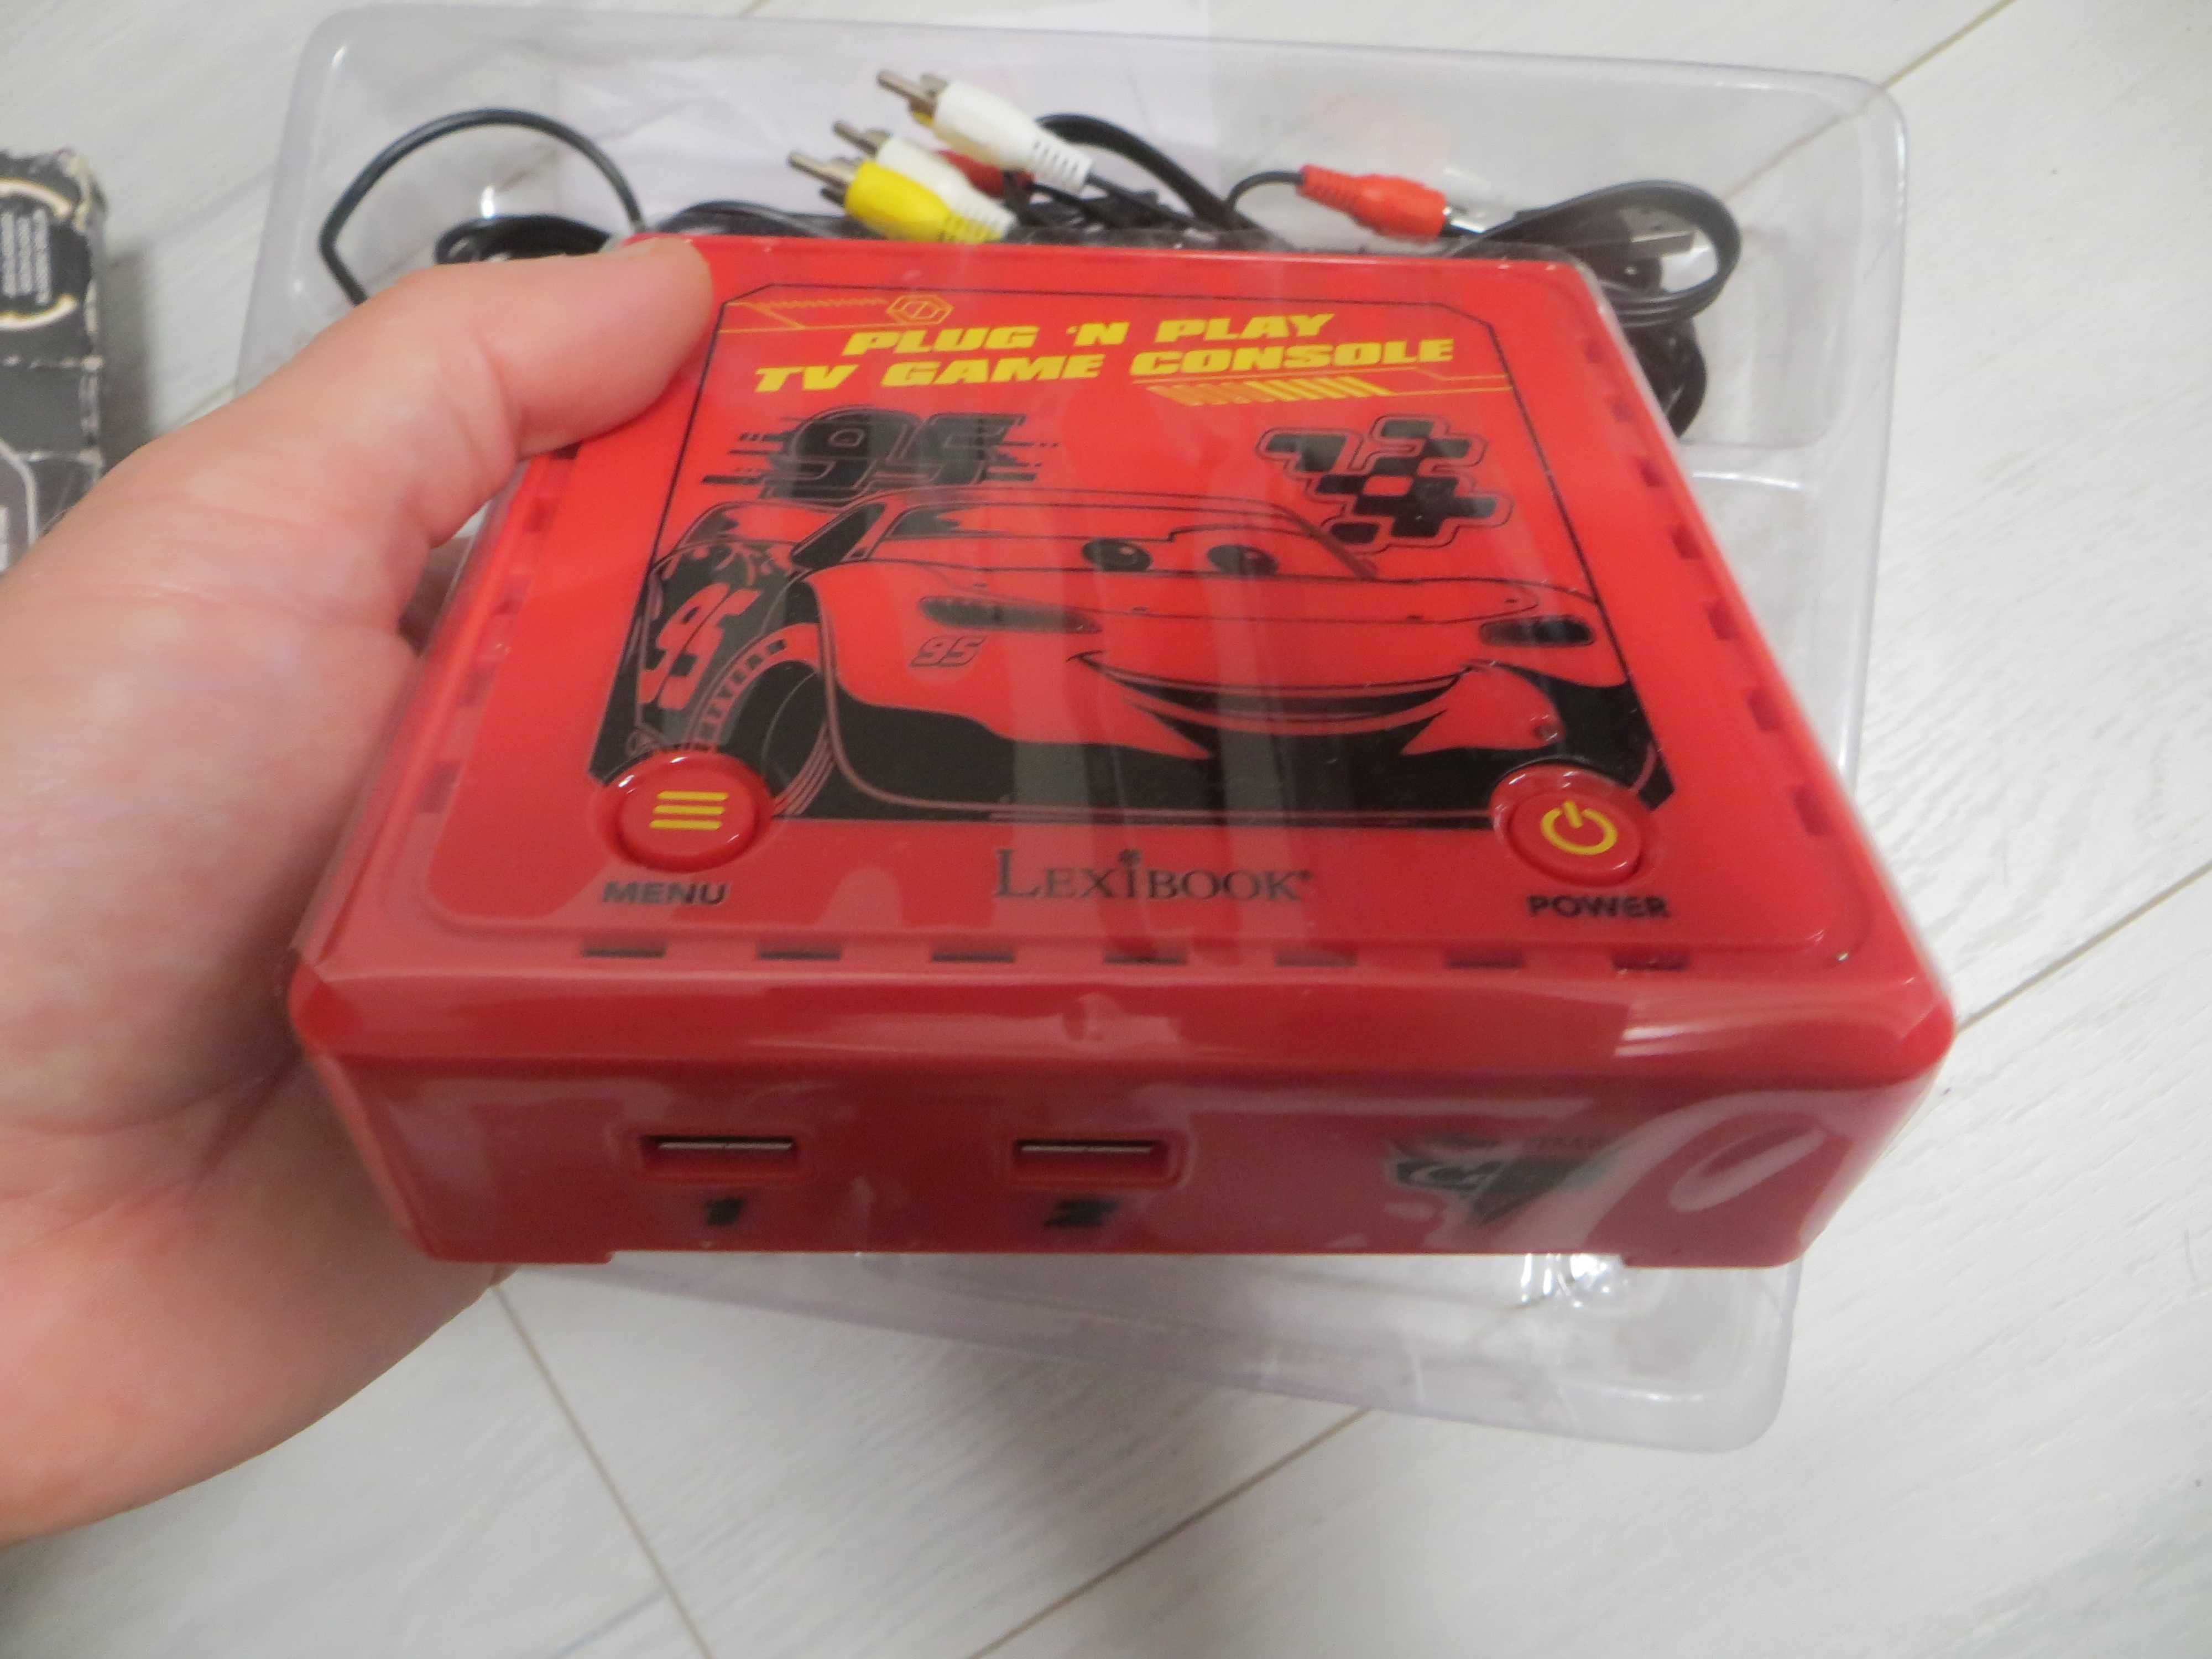 PLUG 'N PLAY
TV GAME CONSOLE
95
95
95
MENU
LEXIBOOK
POWER
1
2